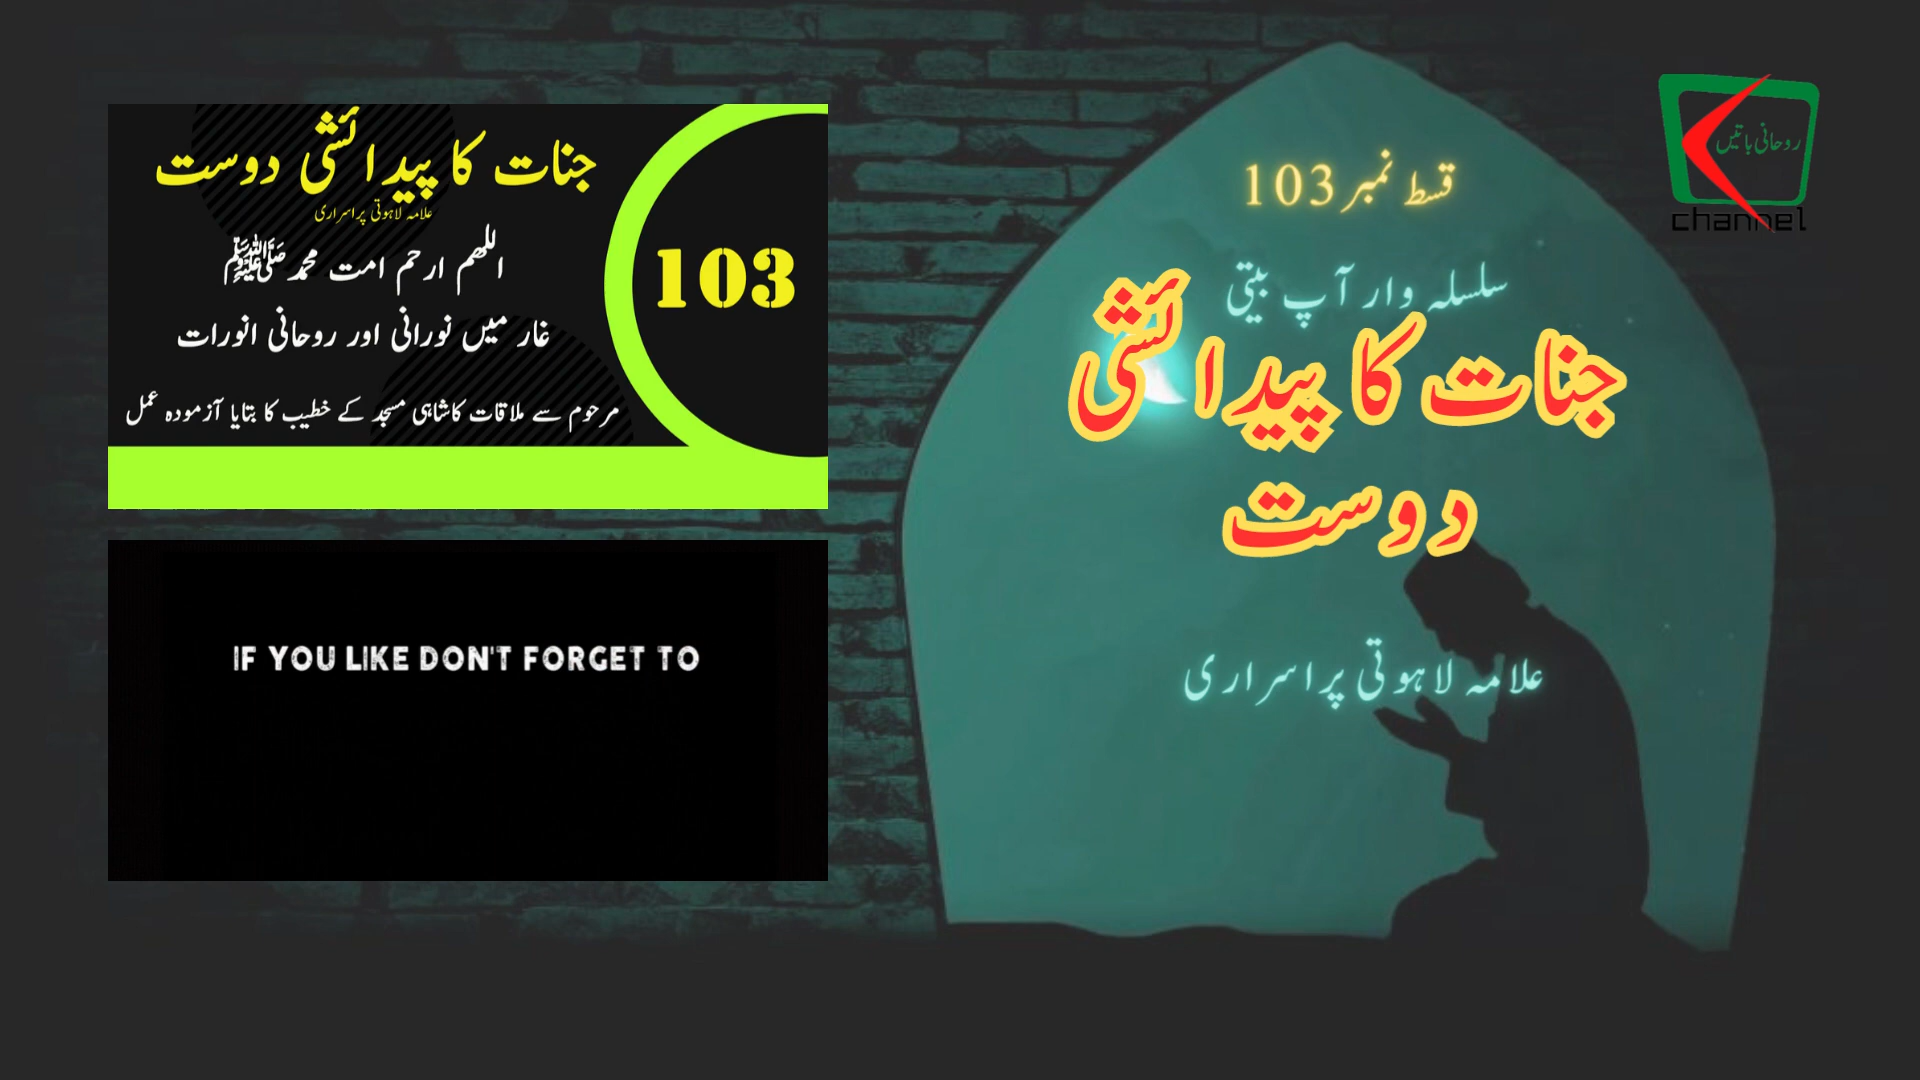 جنات کا پیدائشی دوست
علامہ لاہوتی پراسراری
اللھم ارحم امت محمد ﷺ
غار میں نورانی اور روحانی انورات
مرحوم سے ملاقات کا شاہی مسجد کے خطیب کا بتایا آزمودہ عمل
103
IF YOU LIKE DON'T FORGET TO
روحانی باتیں
channel
قسط نمبر 103
سلسلہ وار آپ بیتی
جنات کا پیدائشی
دوست
علامہ لاہوتی پراسراری